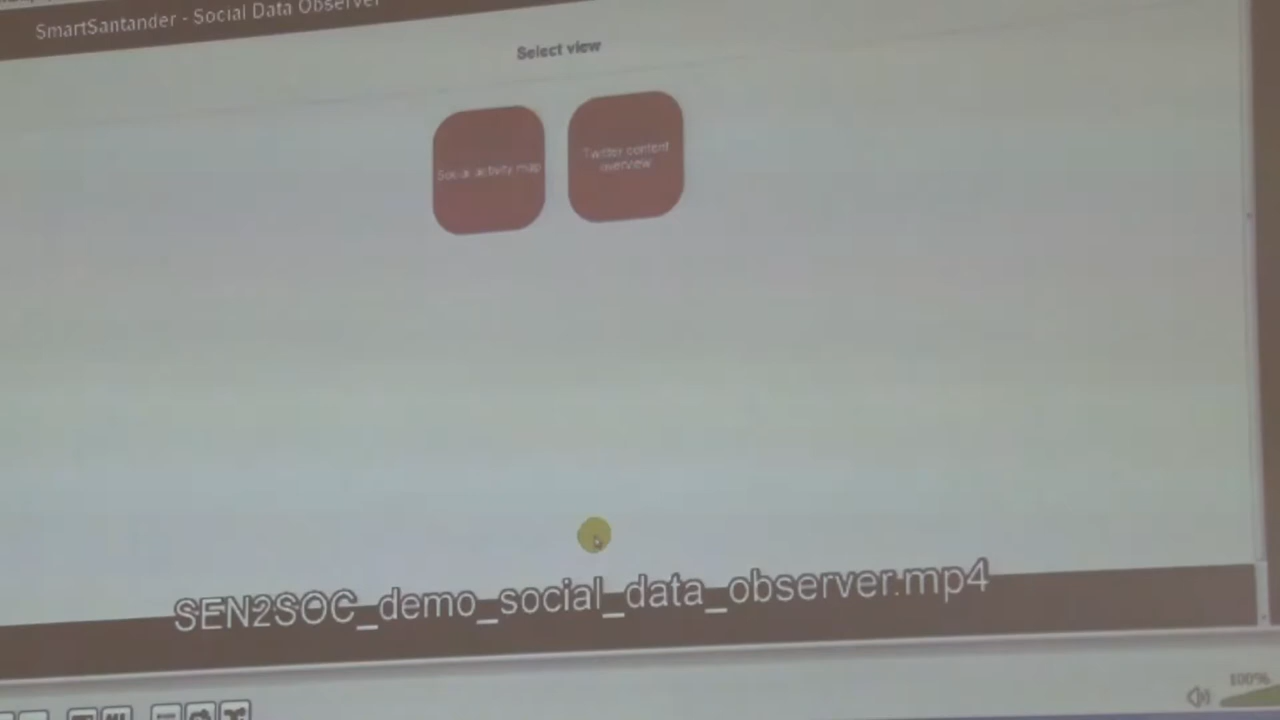 SmartSantander - Social Data Observer
Select view
Social activity map
Twitter content
overview
SEN2SOC_demo_social_data_observer.mp4
100%